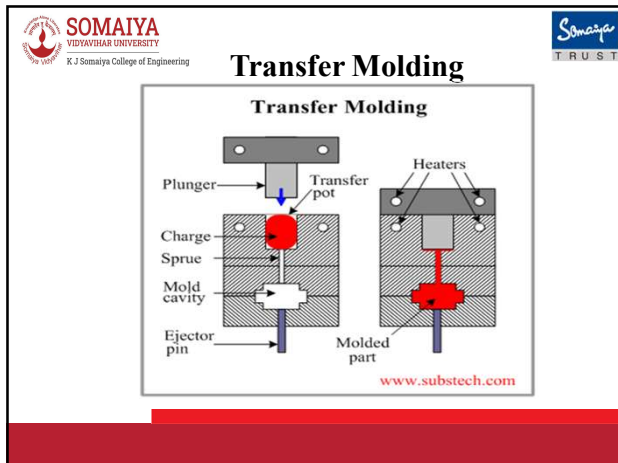 SOMAIYA
VIDYAVIHAR UNIVERSITY
K J Somaiya College of Engineering
Somaiya
TRUST
Transfer Molding
Transfer Molding
Plunger
Transfer
pot
Charge
Sprue
Mold
cavity
Ejector
pin
Heaters
Molded
part
www.substech.com